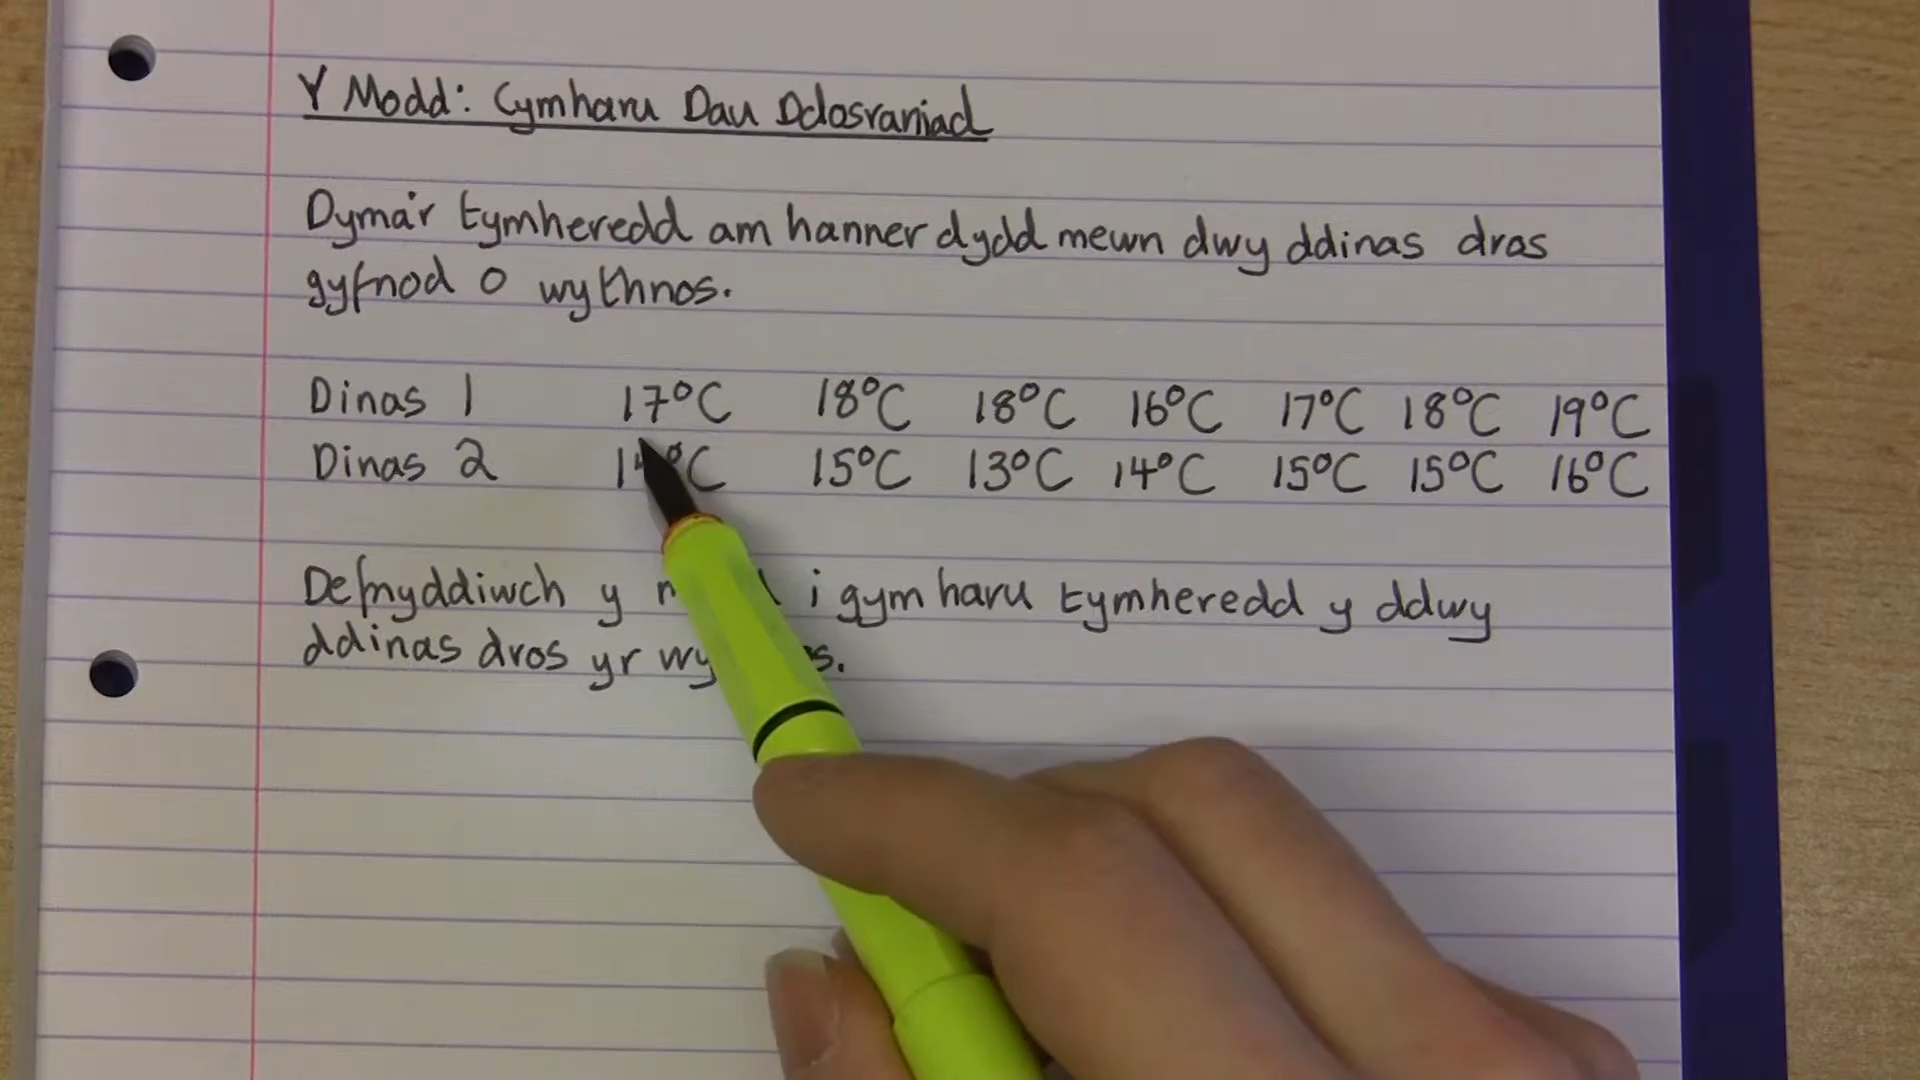 Y Modd: Cymharu Dau Ddosraniad
Dyma'r tymheredd am hanner dydd mewn dwy ddinas dros
gyfnod o wythnos.
Dinas 1 17°C 18°C 18°C 16°C 17°C 18°C 19°C
Dinas 2 14°C 15°C 13°C 14°C 15°C 15°C 16°C
Defnyddiwch y i gymharu tymheredd y ddwy
ddinas dros yr